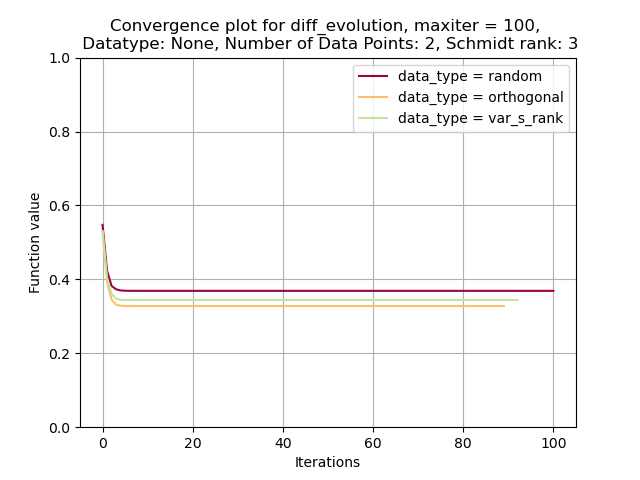 Convergence plot for diff_evolution, maxiter = 100,
Datatype: None, Number of Data Points: 2, Schmidt rank: 3
1.0
0.8
0.6
0.4
0.2
0.0
Function value
data_type = random
data_type = orthogonal
data_type = var_s_rank
0 20 40 60 80 100
Iterations